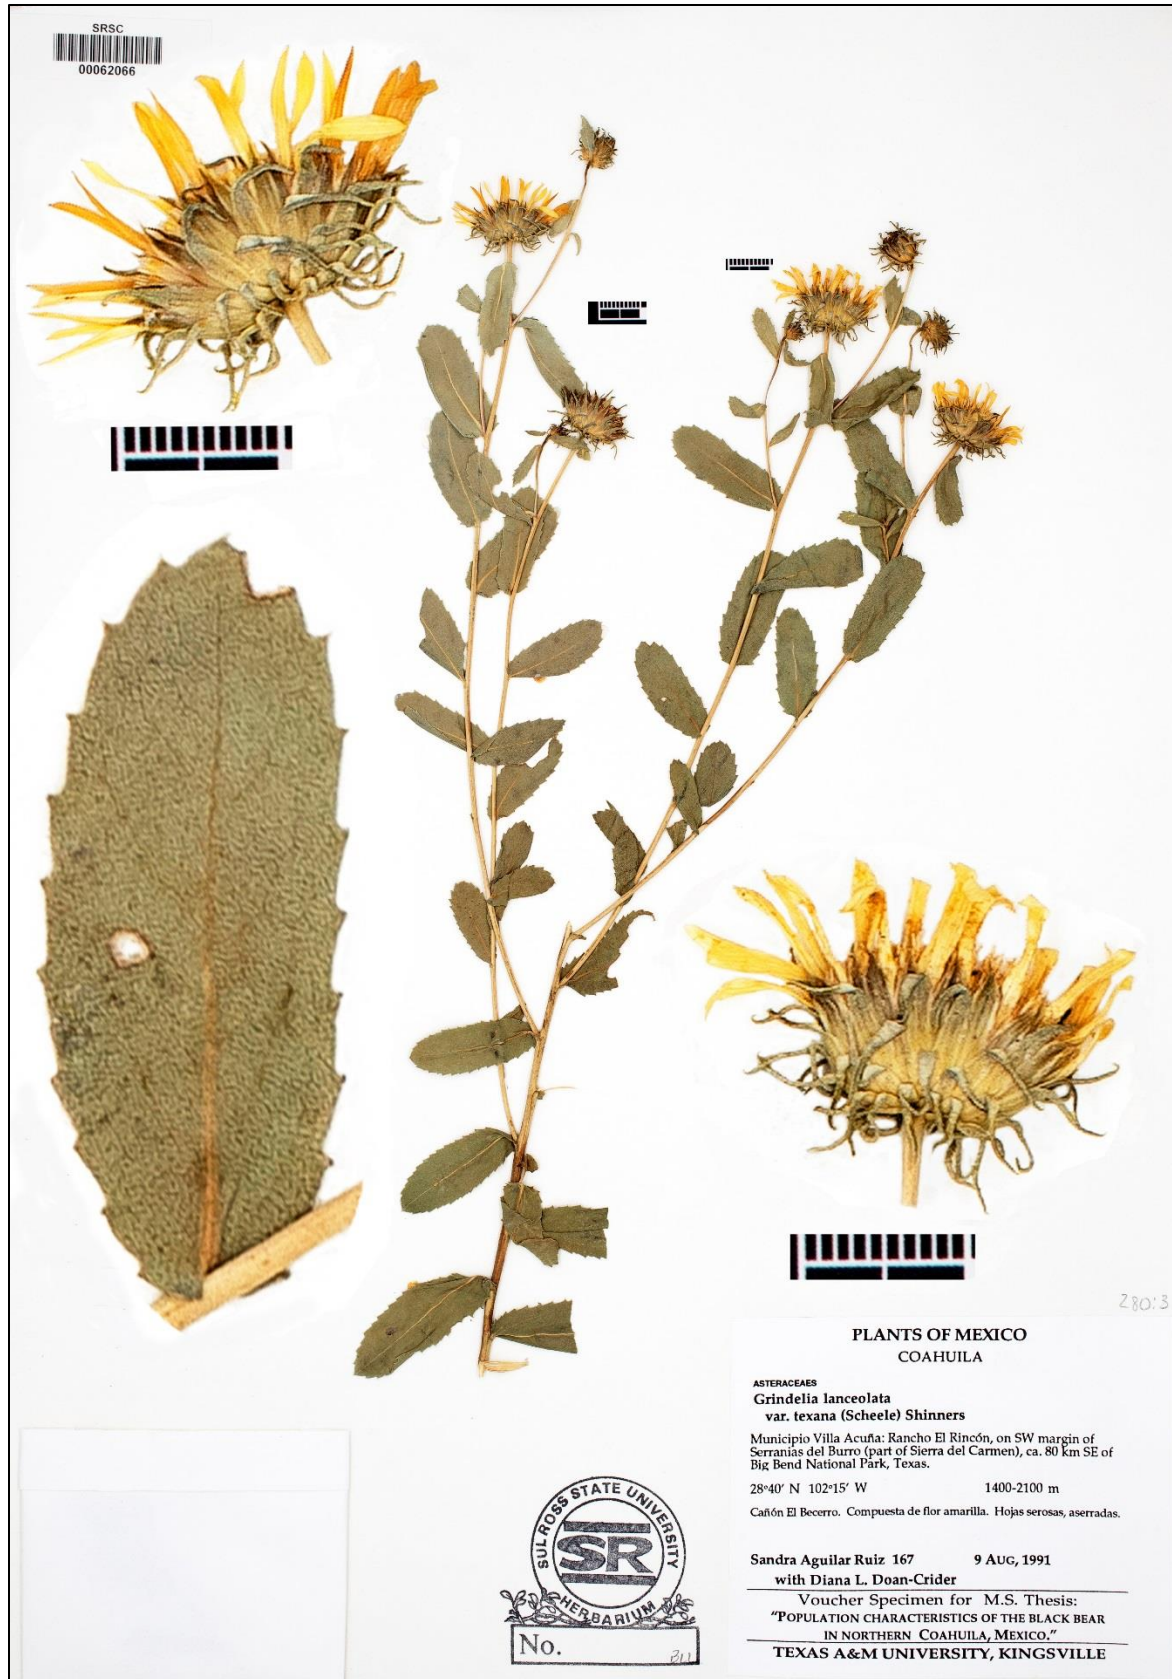 SRSC
00062066
280:3
PLANTS OF MEXICO
COAHUILA
ASTERACEAES
Grindelia lanceolata
var. texana (Scheele) Shinners
Municipio Villa Acuña: Rancho El Rincón, on SW margin of
Serranías del Burro (part of Sierra del Carmen), ca. 80 km SE of
Big Bend National Park, Texas.
28°40' N 102°15' W 1400-2100 m
Cañón El Becerro. Compuesta de flor amarilla. Hojas serosas, aserradas.
Sandra Aguilar Ruiz 167 9 AUG, 1991
with Diana L. Doan-Crider
Voucher Specimen for M.S. Thesis:
"POPULATION CHARACTERISTICS OF THE BLACK BEAR
IN NORTHERN COAHUILA, MEXICO."
TEXAS A&M UNIVERSITY, KINGSVILLE
SUL ROSS STATE UNIVERSITY
SR
HERBARIUM
No.